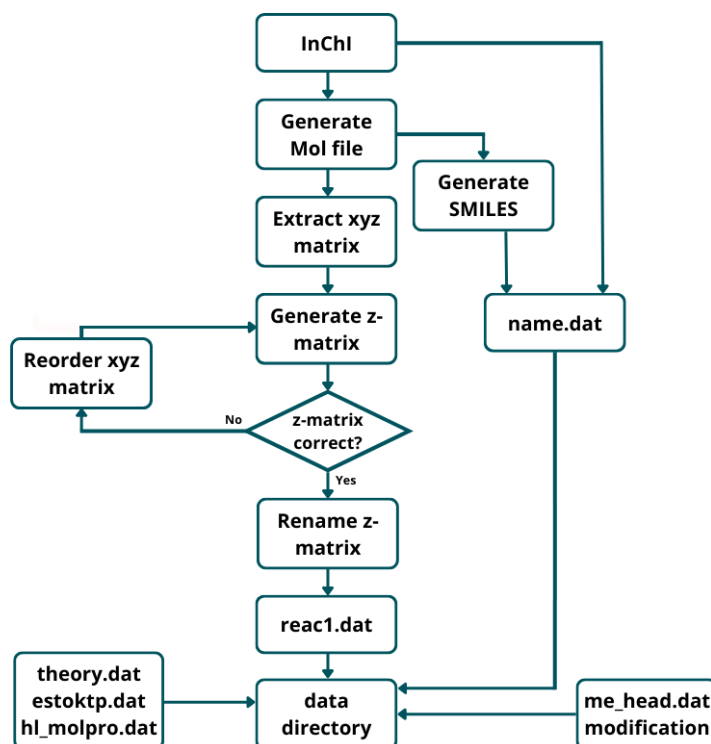 InChI
Generate
Mol file
Generate
SMILES
Extract xyz
matrix
Generate z-
matrix
name.dat
Reorder xyz
matrix
No
z-matrix
correct?
Yes
Rename z-
matrix
reac1.dat
theory.dat
estoktp.dat
hl_molpro.dat
data
directory
me_head.dat
modification